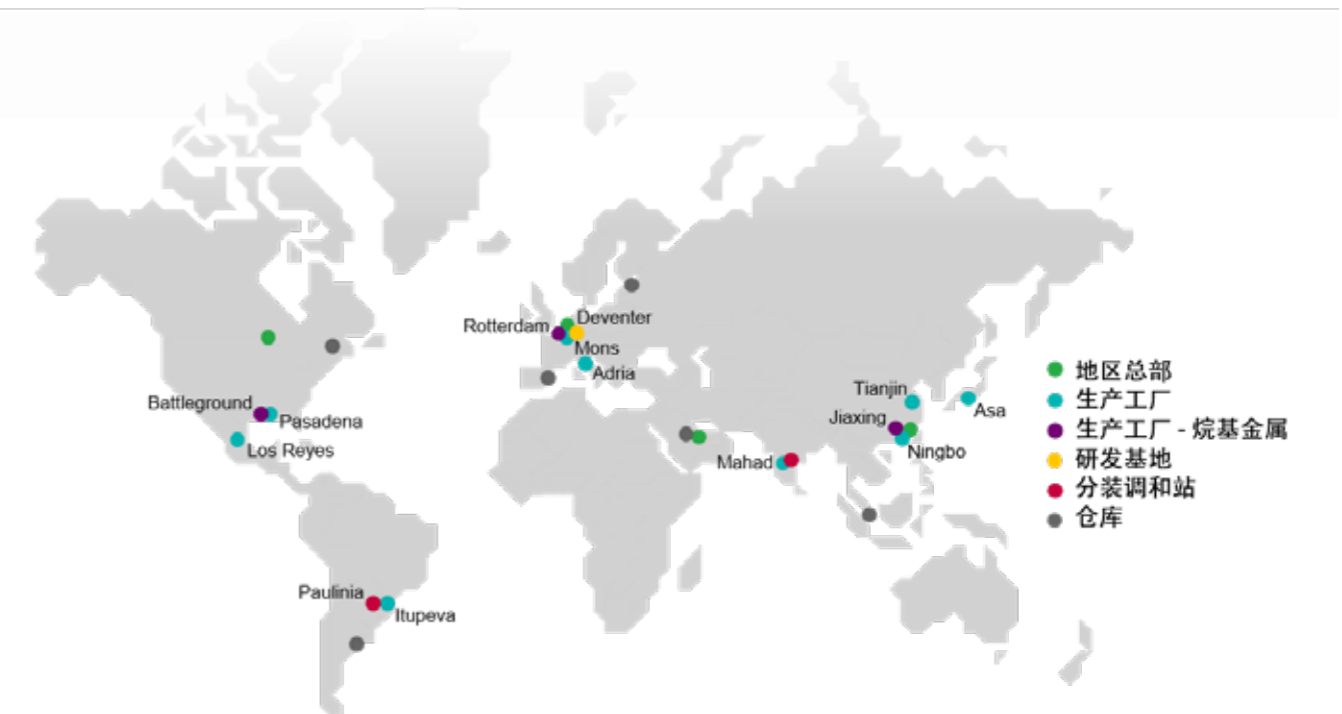 Rotterdam
Deventer
Mons
Adria
Battleground
Pasadena
Los Reyes
Tianjin
Asa
Jiaxing
Ningbo
Mahad
Paulinia
Itupeva
地区总部
生产工厂
生产工厂 - 烷基金属
研发基地
分装调和站
仓库